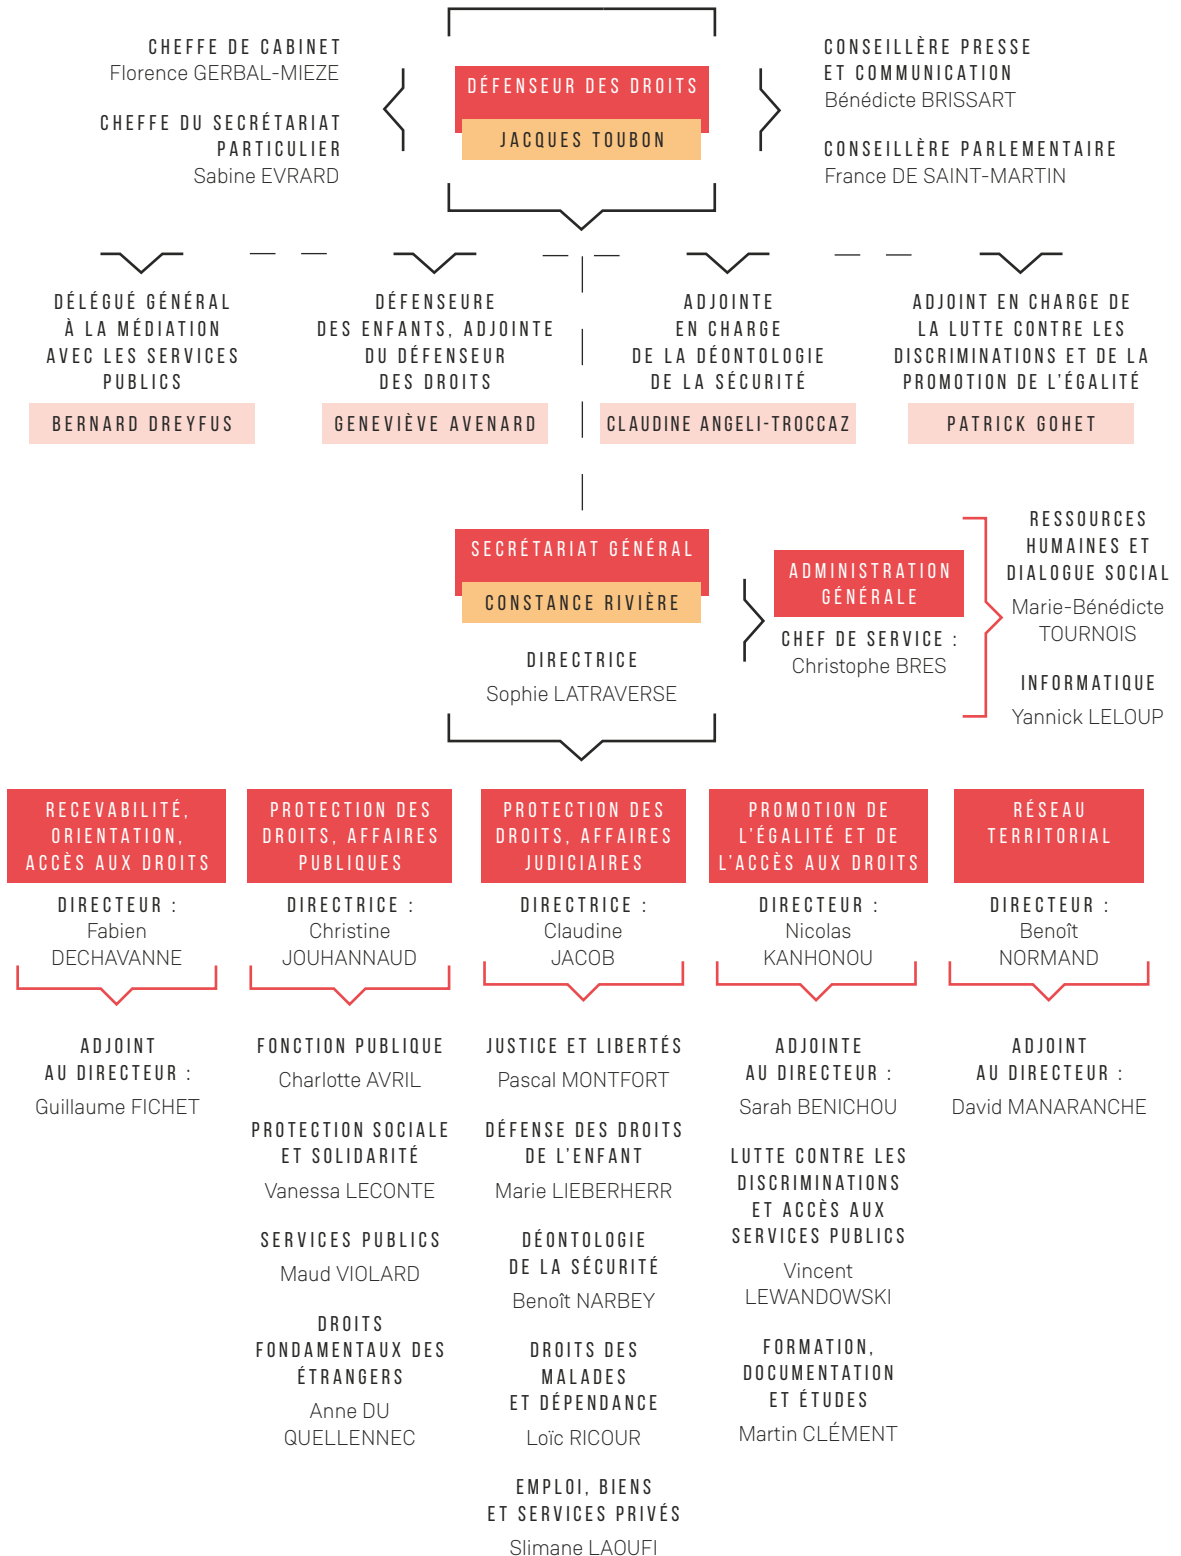 CHEFFE DE CABINET
Florence GERBAL-MIEZE
CHEFFE DU SECRÉTARIAT
PARTICULIER
Sabine EVRARD
DÉFENSEUR DES DROITS
JACQUES TOUBON
CONSEILLÈRE PRESSE
ET COMMUNICATION
Bénédicte BRISSART
CONSEILLÈRE PARLEMENTAIRE
France DE SAINT-MARTIN
DÉLÉGUÉ GÉNÉRAL
À LA MÉDIATION
AVEC LES SERVICES
PUBLICS
BERNARD DREYFUS
DÉFENSEURE
DES ENFANTS, ADJOINTE
DU DÉFENSEUR
DES DROITS
GENEVIÈVE AVENARD
ADJOINTE
EN CHARGE
DE LA DÉONTOLOGIE
DE LA SÉCURITÉ
CLAUDINE ANGELI-TROCCAZ
ADJOINT EN CHARGE DE
LA LUTTE CONTRE LES
DISCRIMINATIONS ET DE LA
PROMOTION DE L'ÉGALITÉ
PATRICK GOHET
SECRÉTARIAT GÉNÉRAL
CONSTANCE RIVIÈRE
DIRECTRICE
Sophie LATRAVERSE
ADMINISTRATION
GÉNÉRALE
CHEF DE SERVICE :
Christophe BRES
RESSOURCES
HUMAINES ET
DIALOGUE SOCIAL
Marie-Bénédicte
TOURNOIS
INFORMATIQUE
Yannick LELOUP
RECEVABILITÉ,
ORIENTATION,
ACCÈS AUX DROITS
DIRECTEUR :
Fabien
DECHAVANNE
ADJOINT
AU DIRECTEUR :
Guillaume FICHET
PROTECTION DES
DROITS, AFFAIRES
PUBLIQUES
DIRECTRICE :
Christine
JOUHANNAUD
FONCTION PUBLIQUE
Charlotte AVRIL
PROTECTION SOCIALE
ET SOLIDARITÉ
Vanessa LECONTE
SERVICES PUBLICS
Maud VIOLARD
DROITS
FONDAMENTAUX DES
ÉTRANGERS
Anne DU
QUELLENNEC
PROTECTION DES
DROITS, AFFAIRES
JUDICIAIRES
DIRECTRICE :
Claudine
JACOB
JUSTICE ET LIBERTÉS
Pascal MONTFORT
DÉFENSE DES DROITS
DE L'ENFANT
Marie LIEBERHERR
DÉONTOLOGIE
DE LA SÉCURITÉ
Benoît NARBEY
DROITS DES
MALADES
ET DÉPENDANCE
Loïc RICOUR
EMPLOI, BIENS
ET SERVICES PRIVÉS
Slimane LAOUFI
PROMOTION DE
L'ÉGALITÉ ET DE
L'ACCÈS AUX DROITS
DIRECTEUR :
Nicolas
KANHONOU
ADJOINTE
AU DIRECTEUR :
Sarah BENICHOU
LUTTE CONTRE LES
DISCRIMINATIONS
ET ACCÈS AUX
SERVICES PUBLICS
Vincent
LEWANDOWSKI
FORMATION,
DOCUMENTATION
ET ÉTUDES
Martin CLÉMENT
RÉSEAU
TERRITORIAL
DIRECTEUR :
Benoît
NORMAND
ADJOINT
AU DIRECTEUR :
David MANARANCHE